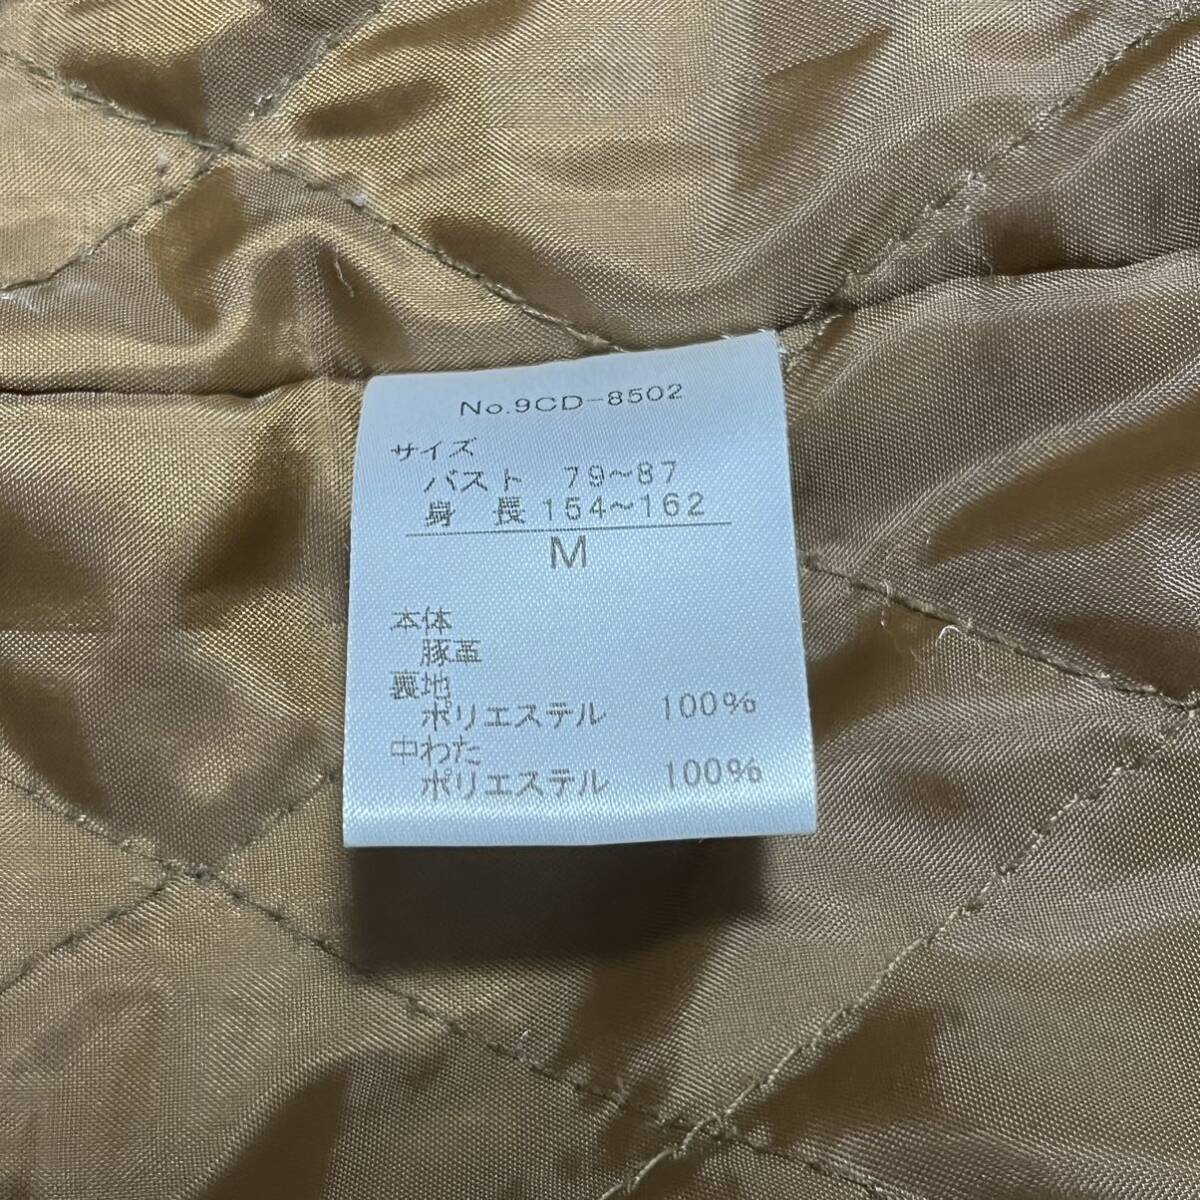 No.9CD-8502
サイズ
バスト 79～87
身長 154～162
M
本体
豚革
裏地
ポリエステル 100%
中わた
ポリエステル 100%